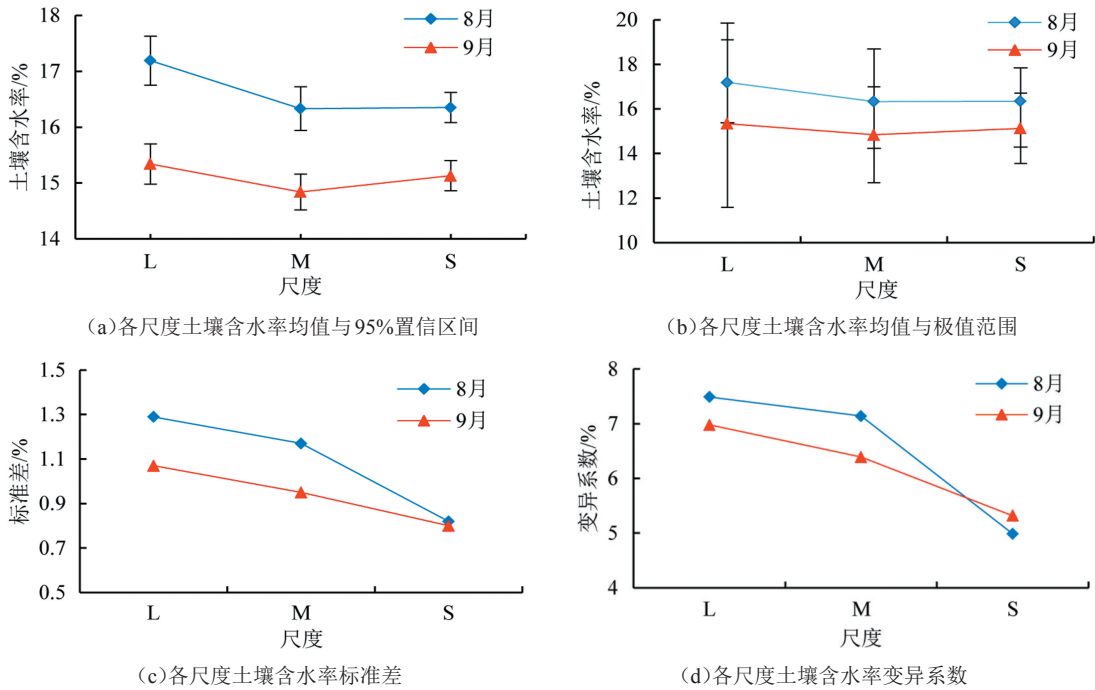 18
17
16
15
14
土壤含水率/%
8月
9月
L M S
尺度
(a)各尺度土壤含水率均值与95%置信区间
20
18
16
14
12
10
土壤含水率/%
8月
9月
L M S
尺度
(b)各尺度土壤含水率均值与极值范围
1.5
1.3
1.1
0.9
0.7
0.5
标准差/%
8月
9月
L M S
尺度
(c)各尺度土壤含水率标准差
8
7
6
5
4
变异系数/%
8月
9月
L M S
尺度
(d)各尺度土壤含水率变异系数